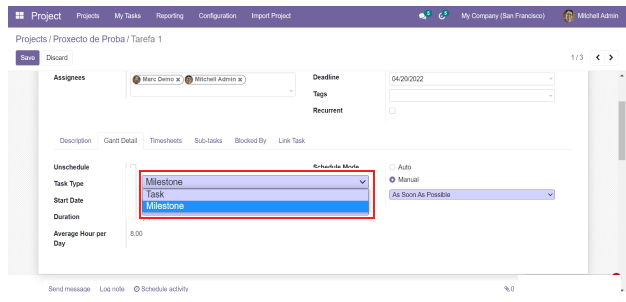 Project Projects My Tasks Reporting Configuration Import Project My Company (San Francisco) Mitchell Admin
Projects / Proxecto de Proba / Tarefa 1
Save Discard 1 / 3
Assignees Marc Demo x Mitchell Admin x Deadline 04/20/2022
Tags
Recurrent
Description Gantt Detail Timesheets Sub-tasks Blocked By Link Task
Unschedule Schedule Mode Auto
Task Type Milestone Manual
Start Date Task As Soon As Possible
Milestone
Duration
Average Hour per Day 8.00
Send message Log note Schedule activity 0